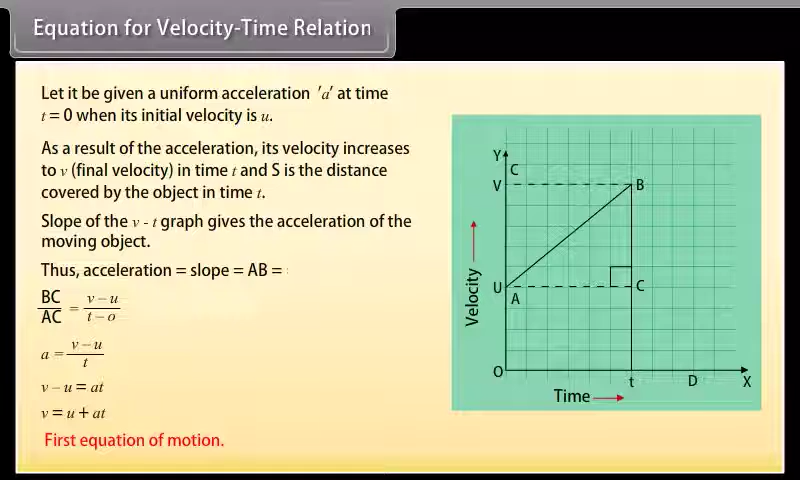 Equation for Velocity-Time Relation
Let it be given a uniform acceleration 'a' at time
t = 0 when its initial velocity is u.
As a result of the acceleration, its velocity increases
to v (final velocity) in time t and S is the distance
covered by the object in time t.
Slope of the v - t graph gives the acceleration of the
moving object.
Thus, acceleration = slope = AB =
BC/AC = v – u/t – o
a = v – u/t
v – u = at
v = u + at
First equation of motion.
Y
C
V
B
U
A
C
Velocity
O
t
D
X
Time